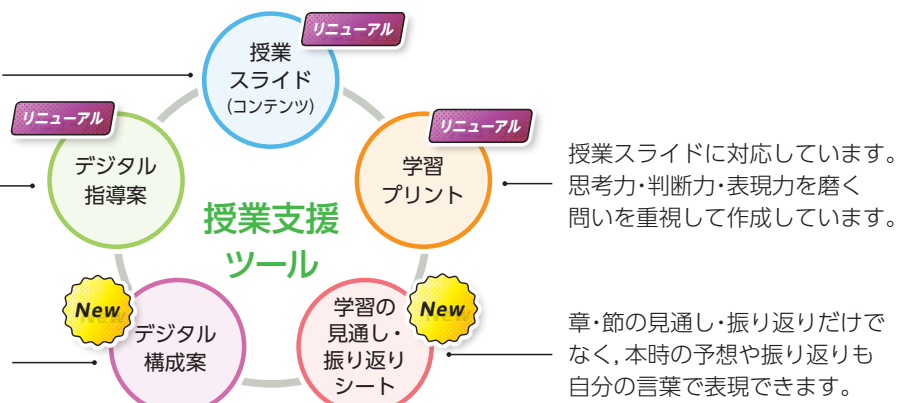 リニューアル
授業
スライド
(コンテンツ)
リニューアル
デジタル
指導案
リニューアル
学習
プリント
授業スライドに対応しています。
思考力・判断力・表現力を磨く
問いを重視して作成しています。
授業支援
ツール
New
デジタル
構成案
New
学習の
見通し・
振り返り
シート
章・節の見通し・振り返りだけで
なく，本時の予想や振り返りも
自分の言葉で表現できます。